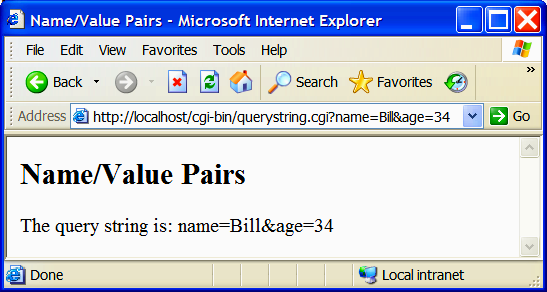 Name/Value Pairs - Microsoft Internet Explorer
File Edit View Favorites Tools Help
Back Search Favorites »
Address http://localhost/cgi-bin/querystring.cgi?name=Bill&age=34 Go
Name/Value Pairs
The query string is: name=Bill&age=34
Done Local intranet